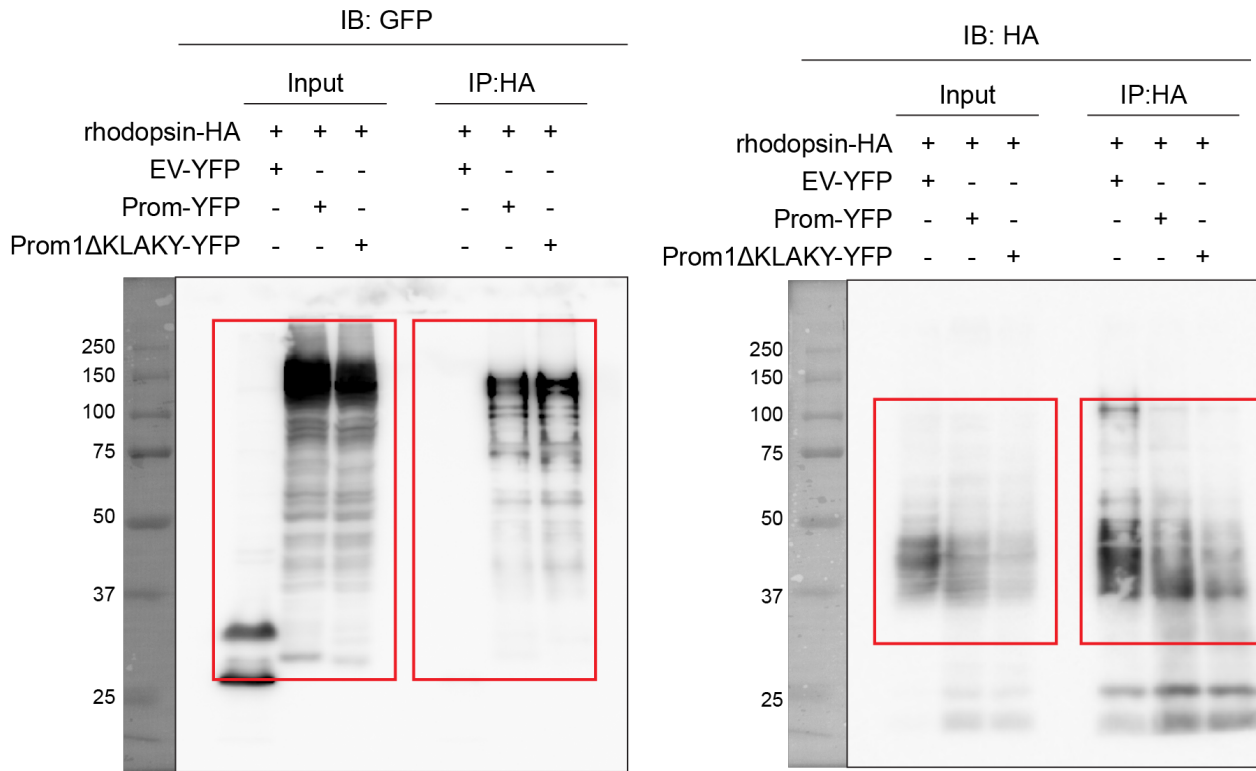 IB: GFP
Input IP:HA
rhodopsin-HA + + + + + +
EV-YFP + - - + - -
Prom-YFP - + - - + -
Prom1ΔKLAKY-YFP - - + - - +
250
150
100
75
50
37
25
IB: HA
Input IP:HA
rhodopsin-HA + + + + + +
EV-YFP + - - + - -
Prom-YFP - + - - + -
Prom1ΔKLAKY-YFP - - + - - +
250
150
100
75
50
37
25